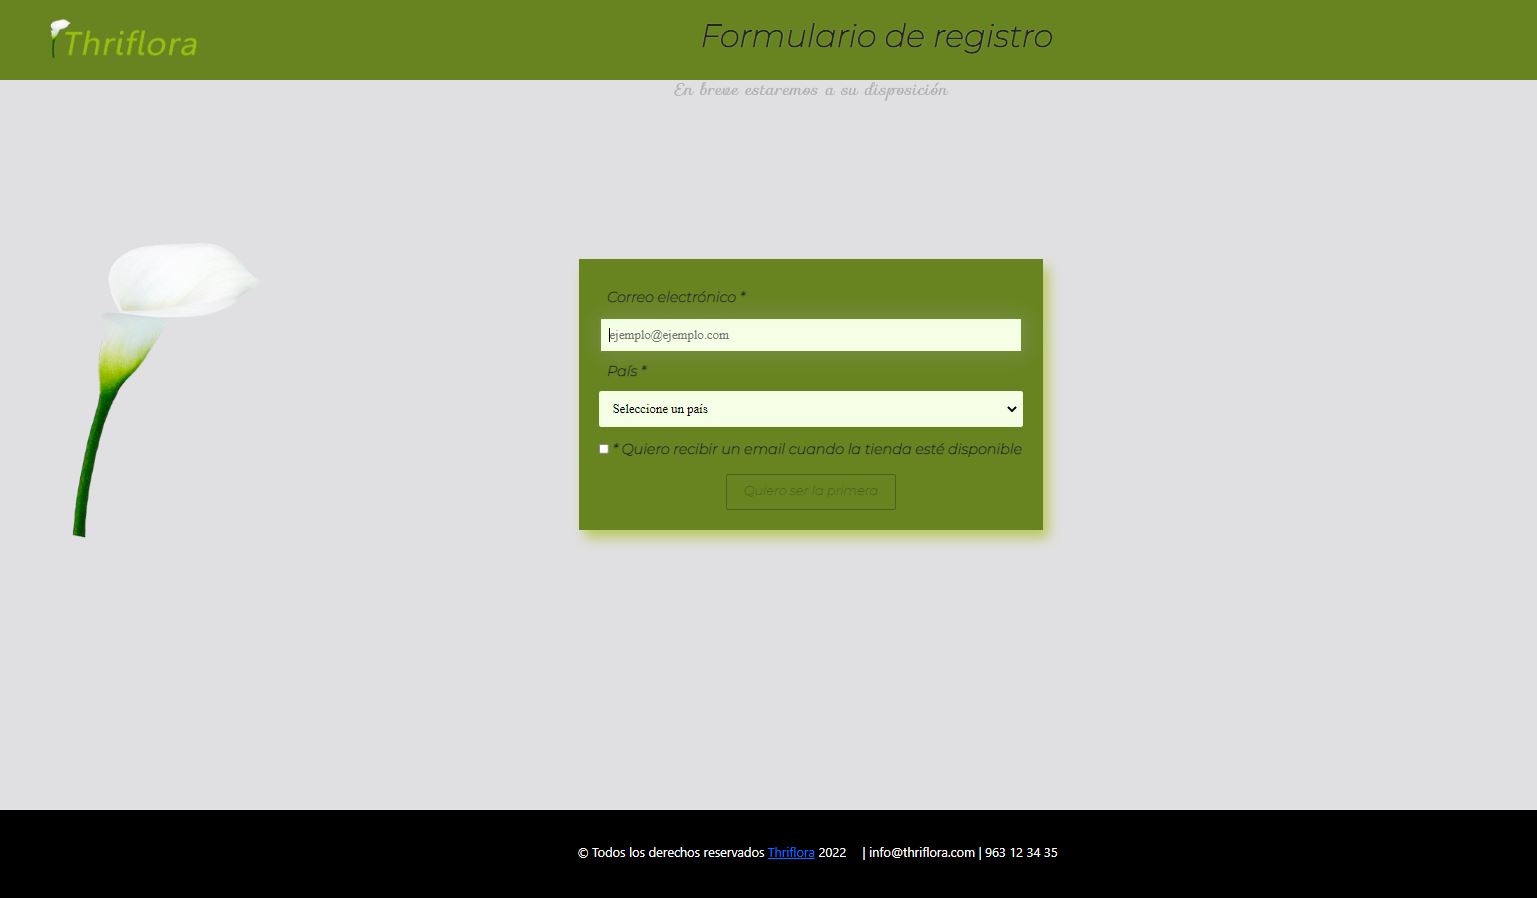 Thriflora
Formulario de registro
En breve estaremos a su disposición
Correo electrónico *
ejemplo@ejemplo.com
País *
Seleccione un país
* Quiero recibir un email cuando la tienda esté disponible
Quiero ser la primera
© Todos los derechos reservados Thriflora 2022 | info@thriflora.com | 963 12 34 35